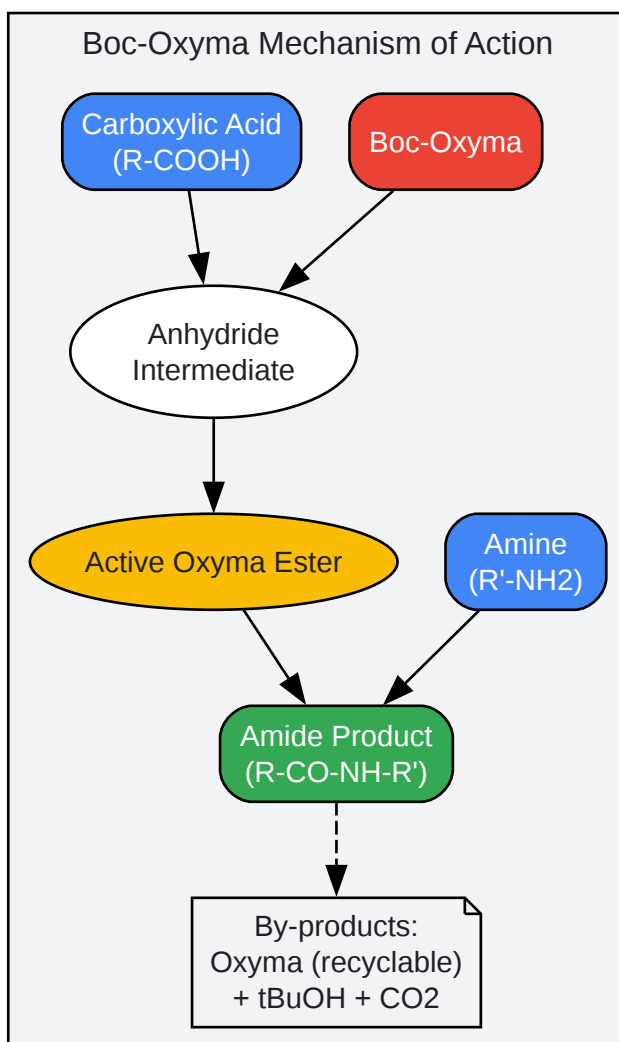 Boc-Oxyma Mechanism of Action
Carboxylic Acid
(R-COOH)
Boc-Oxyma
Anhydride
Intermediate
Active Oxyma Ester
Amine
(R'-NH2)
Amide Product
(R-CO-NH-R')
By-products:
Oxyma (recyclable)
+ tBuOH + CO2